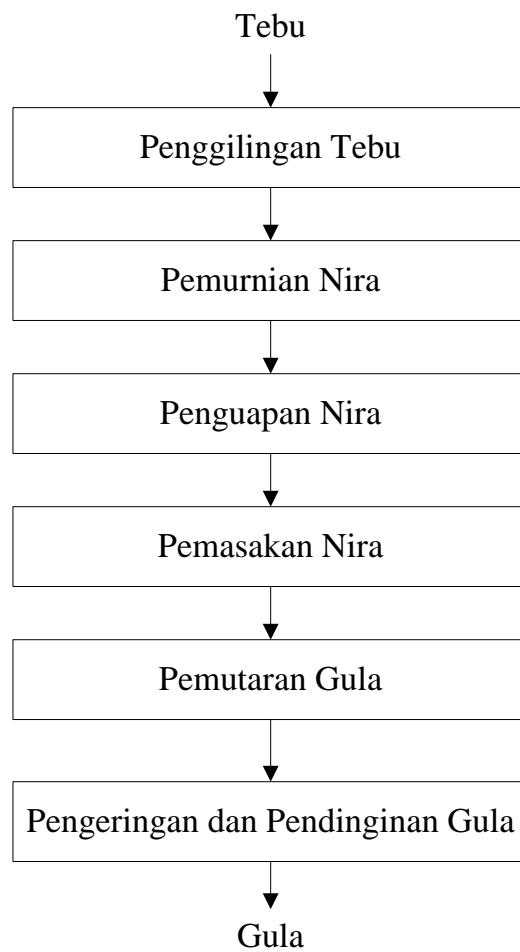 Tebu
Penggilingan Tebu
Pemurnian Nira
Penguapan Nira
Pemasakan Nira
Pemutaran Gula
Pengeringan dan Pendinginan Gula
Gula